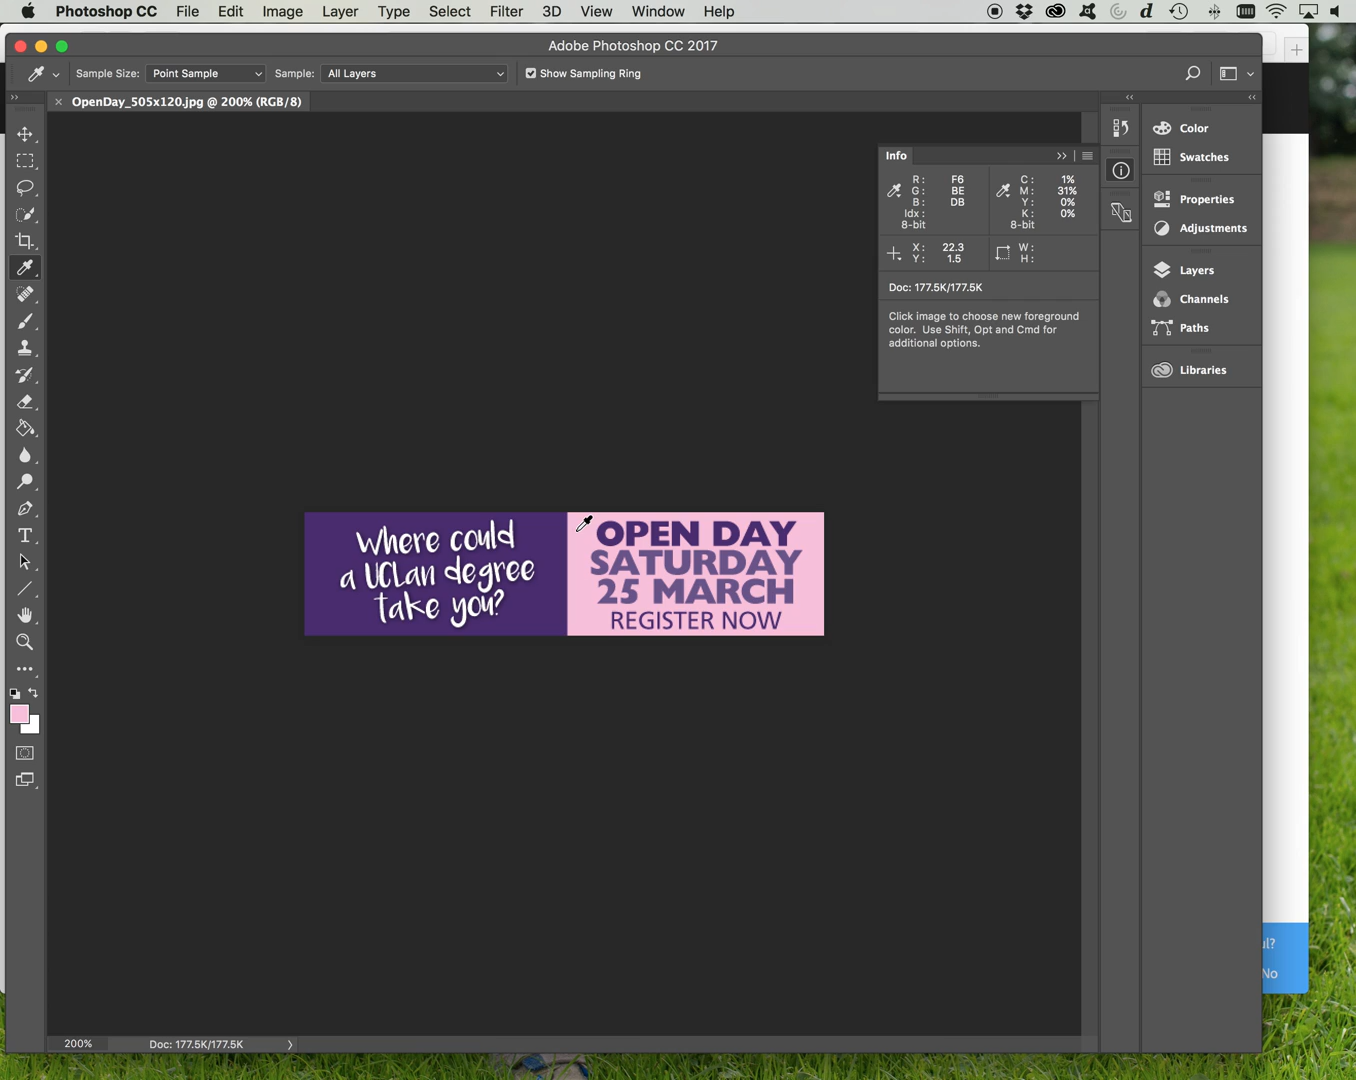 Photoshop CC File Edit Image Layer Type Select Filter 3D View Window Help
Adobe Photoshop CC 2017
Sample Size: Point Sample Sample: All Layers Show Sampling Ring
OpenDay_505x120.jpg @ 200% (RGB/8)
Info
R: F6
G: BE
B: DB
Idx:
8-bit
C: 1%
M: 31%
Y: 0%
K: 0%
8-bit
X: 22.3
Y: 1.5
W:
H:
Doc: 177.5K/177.5K
Click image to choose new foreground
color. Use Shift, Opt and Cmd for
additional options.
Color
Swatches
Properties
Adjustments
Layers
Channels
Paths
Libraries
Where could
a UCLan degree
take you?
OPEN DAY
SATURDAY
25 MARCH
REGISTER NOW
No
200% Doc: 177.5K/177.5K